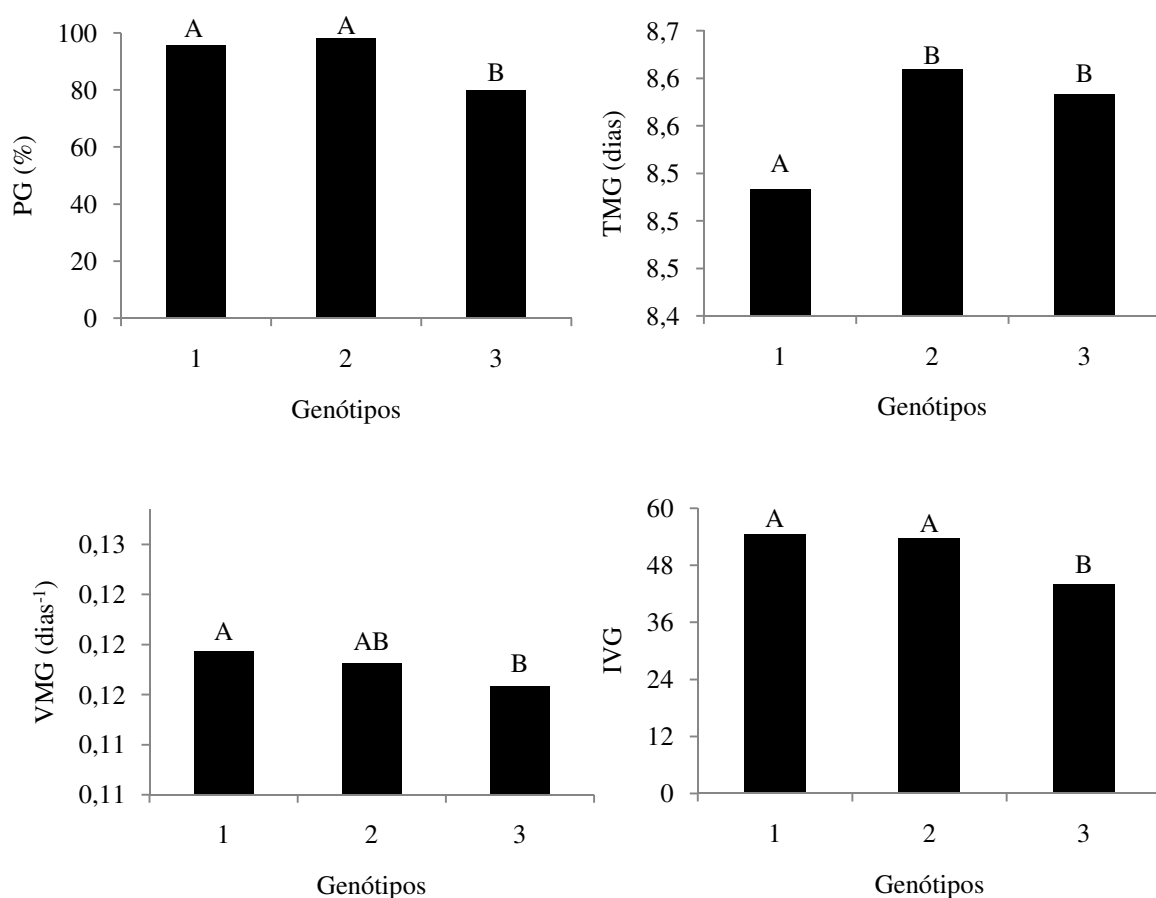 PG (%)
100
80
60
40
20
0
A
A
B
1
2
3
Genótipos
TMG (dias)
8,7
8,6
8,6
8,5
8,5
8,5
8,4
A
B
B
1
2
3
Genótipos
VMG (dias⁻¹)
0,13
0,12
0,12
0,12
0,11
0,11
A
AB
B
1
2
3
Genótipos
IVG
60
48
36
24
12
0
A
A
B
1
2
3
Genótipos